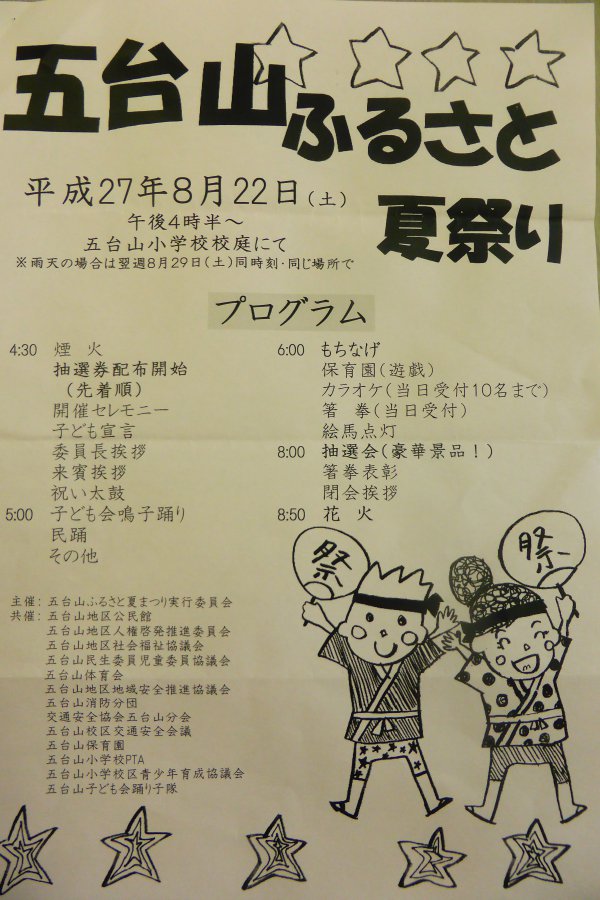 五台山
ふるさと
夏祭り
平成27年8月22日(土)
午後4時半～
五台山小学校校庭にて
※雨天の場合は翌週8月29日(土)同時刻・同じ場所で
プログラム
4:30 煙火
抽選券配布開始
(先着順)
開催セレモニー
子ども宣言
委員長挨拶
来賓挨拶
祝い太鼓
5:00 子ども会鳴子踊り
民踊
その他
6:00 もちなげ
保育園(遊戯)
カラオケ(当日受付10名まで)
箸拳(当日受付)
絵馬点灯
8:00 抽選会(豪華景品！)
箸拳表彰
閉会挨拶
8:50 花火
祭
祭
主催: 五台山ふるさと夏まつり実行委員会
共催: 五台山地区公民館
五台山地区人権啓発推進委員会
五台山地区社会福祉協議会
五台山民生委員児童委員協議会
五台山体育会
五台山地区地域安全推進協議会
五台山消防分団
交通安全協会五台山分会
五台山校区交通安全会議
五台山保育園
五台山小学校PTA
五台山小学校区青少年育成協議会
五台山子ども会踊り子隊